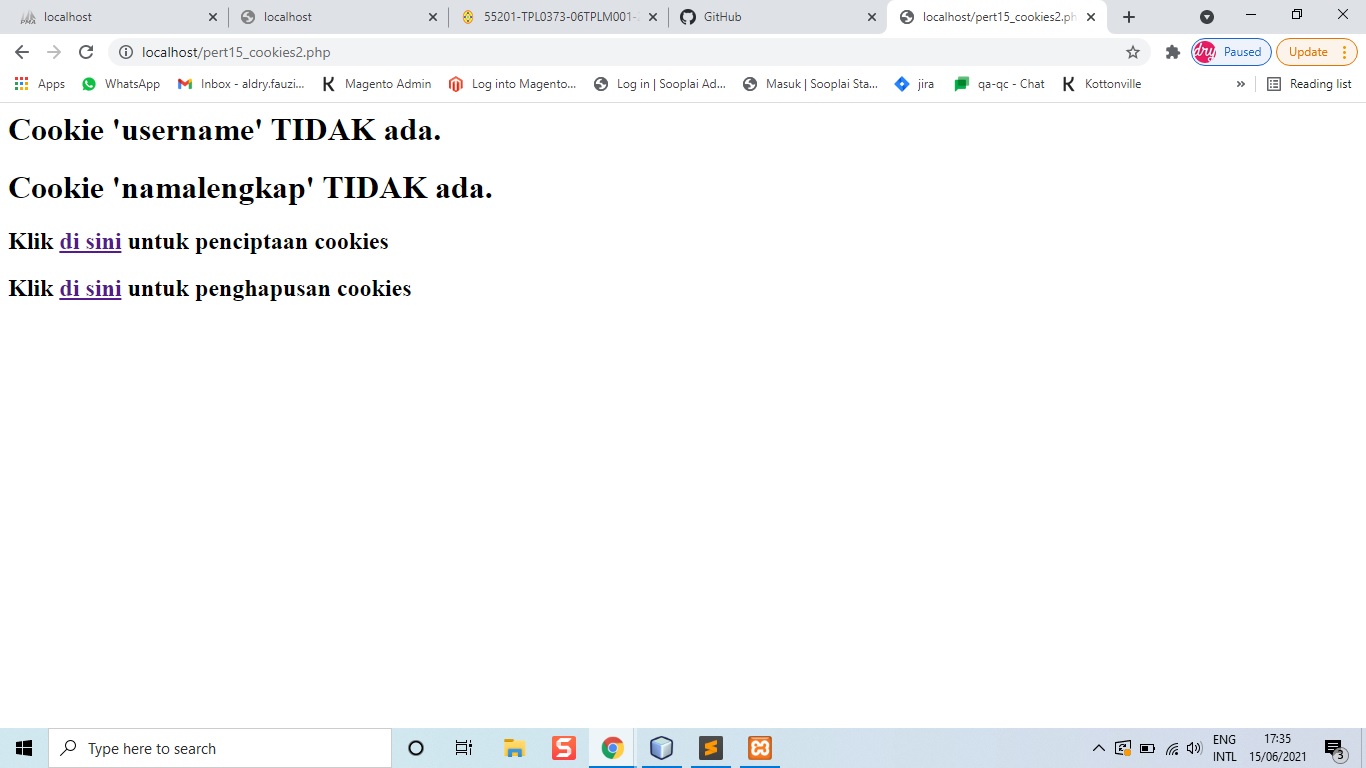 localhost
localhost
55201-TPL0373-06TPLM001-
GitHub
localhost/pert15_cookies2.ph
localhost/pert15_cookies2.php
dry
Paused
Update
Apps
WhatsApp
Inbox - aldry.fauzi...
Magento Admin
Log into Magento...
Log in | Sooplai Ad...
Masuk | Sooplai Sta...
jira
qa-qc - Chat
Kottonville
»
Reading list
Cookie 'username' TIDAK ada.
Cookie 'namalengkap' TIDAK ada.
Klik di sini untuk penciptaan cookies
Klik di sini untuk penghapusan cookies
Type here to search
ENG
INTL
17:35
15/06/2021
3